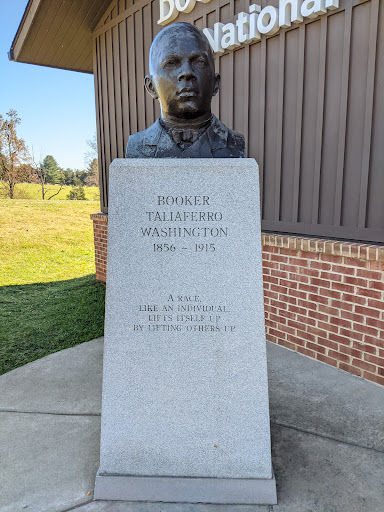 National
BOOKER
TALIAFERRO
WASHINGTON
1856 ~ 1915
A RACE,
LIKE AN INDIVIDUAL,
LIFTS ITSELF UP
BY LIFTING OTHERS UP.